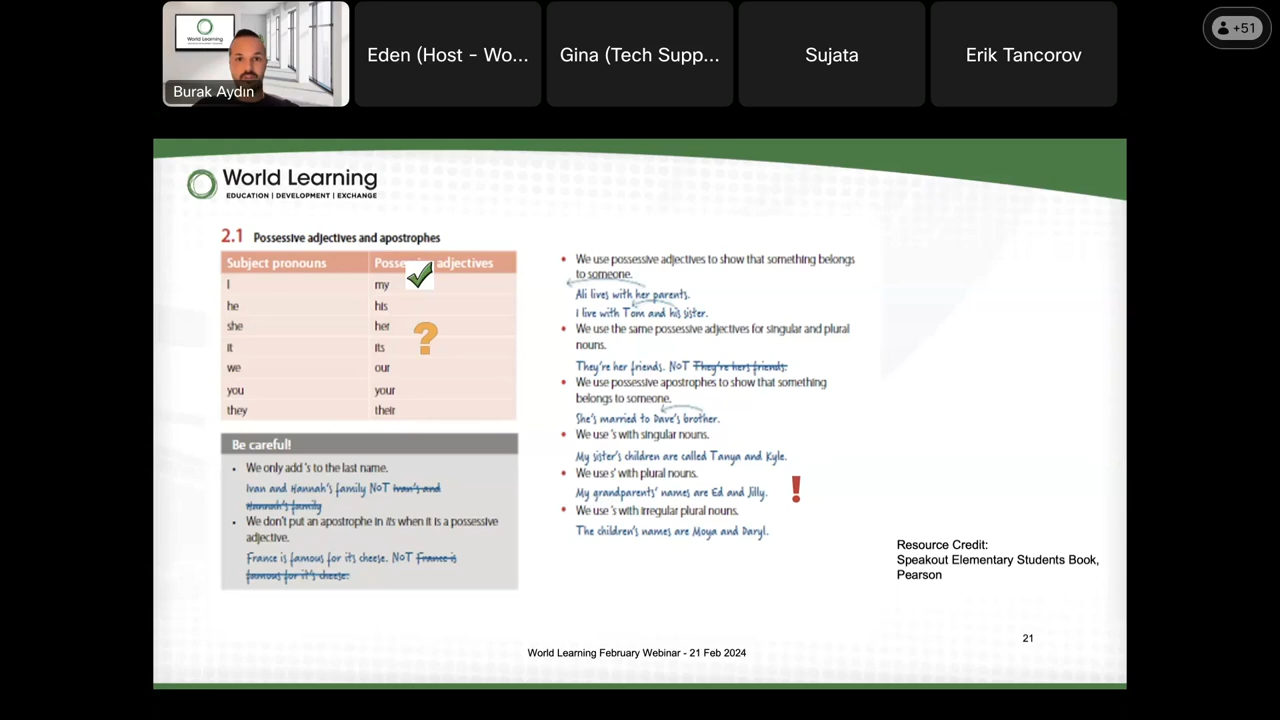 Burak Aydın
Eden (Host - Wo...
Gina (Tech Supp...
Sujata
Erik Tancorov
+51
World Learning
World Learning
EDUCATION | DEVELOPMENT | EXCHANGE
2.1 Possessive adjectives and apostrophes
Subject pronouns
adjectives
I my
he his
she her
it its
we our
you your
they their
Be careful!
• We only add 's to the last name.
Ivan and Hannah's family NOT Ivan's and
Hannah's family
• We don't put an apostrophe in its when it is a possessive
adjective.
France is famous for its cheese. NOT France is
famous for it's cheese.
• We use possessive adjectives to show that something belongs
to someone.
Ali lives with her parents.
I live with Tom and his sister.
• We use the same possessive adjectives for singular and plural
nouns.
They're her friends. NOT They're hers friends.
• We use possessive apostrophes to show that something
belongs to someone.
She's married to Dave's brother.
• We use 's with singular nouns.
My sister's children are called Tanya and Kyle.
• We use s' with plural nouns.
My grandparents' names are Ed and Jilly.
• We use 's with irregular plural nouns.
The children's names are Moya and Daryl.
Resource Credit:
Speakout Elementary Students Book,
Pearson
21
World Learning February Webinar - 21 Feb 2024